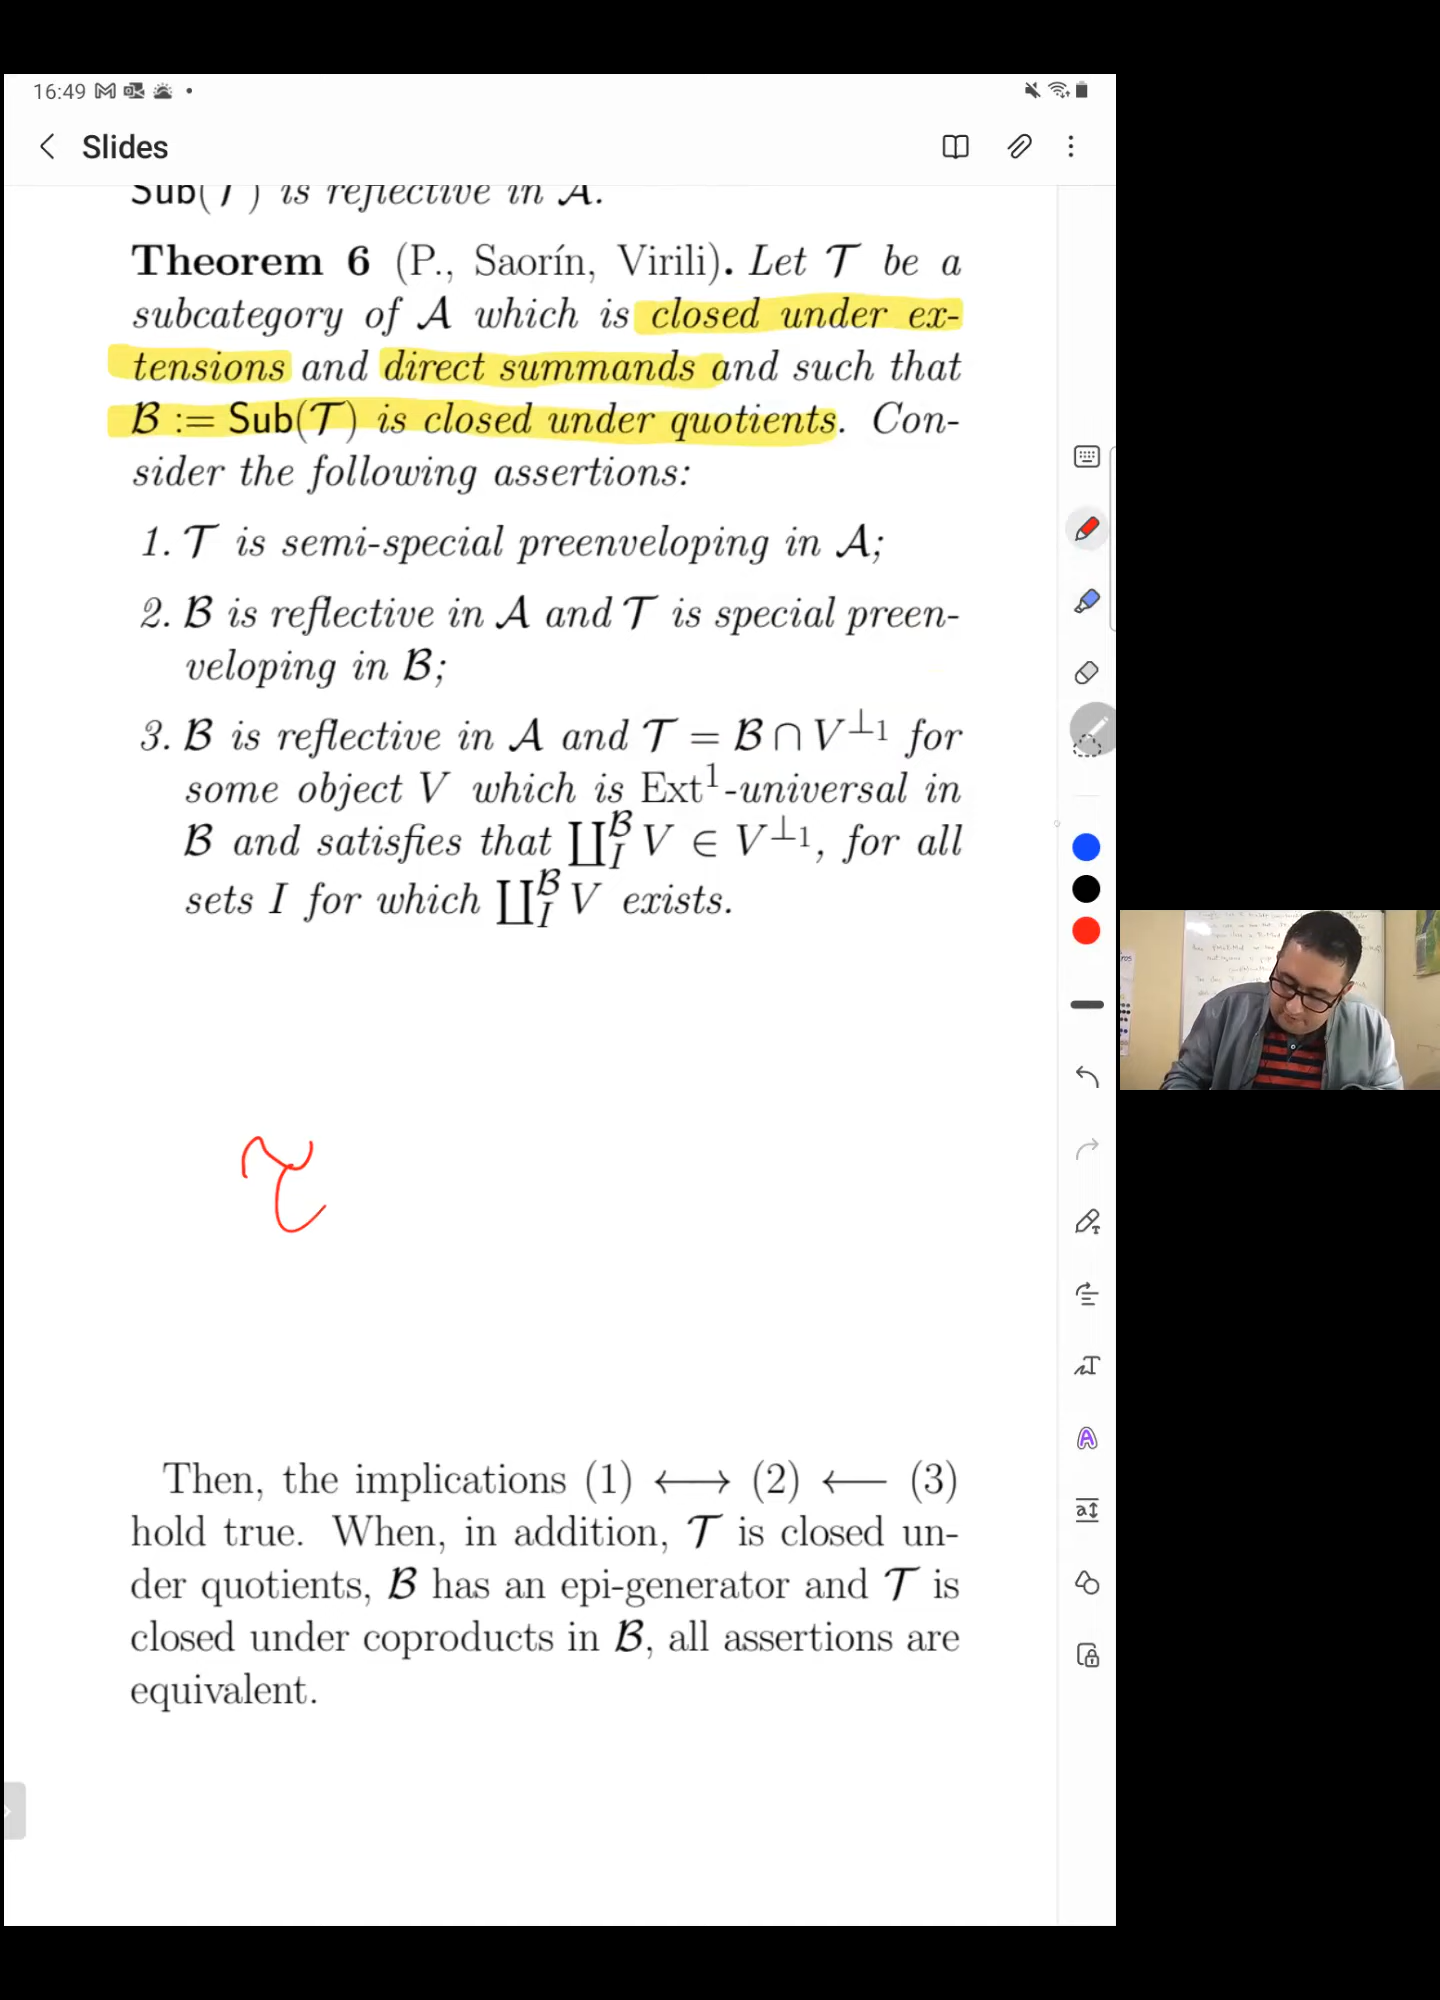 16:49
Slides
Sub(𝒯) is reflective in 𝒜.
Theorem 6 (P., Saorín, Virili). Let 𝒯 be a
subcategory of 𝒜 which is closed under ex-
tensions and direct summands and such that
ℬ := Sub(𝒯) is closed under quotients. Con-
sider the following assertions:
1. 𝒯 is semi-special preenveloping in 𝒜;
2. ℬ is reflective in 𝒜 and 𝒯 is special preen-
veloping in ℬ;
3. ℬ is reflective in 𝒜 and 𝒯 = ℬ ∩ V^{⊥1} for
some object V which is Ext^1-universal in
ℬ and satisfies that ∐_I^ℬ V ∈ V^{⊥1}, for all
sets I for which ∐_I^ℬ V exists.
𝒯
Then, the implications (1) ⟷ (2) ⟵ (3)
hold true. When, in addition, 𝒯 is closed un-
der quotients, ℬ has an epi-generator and 𝒯 is
closed under coproducts in ℬ, all assertions are
equivalent.